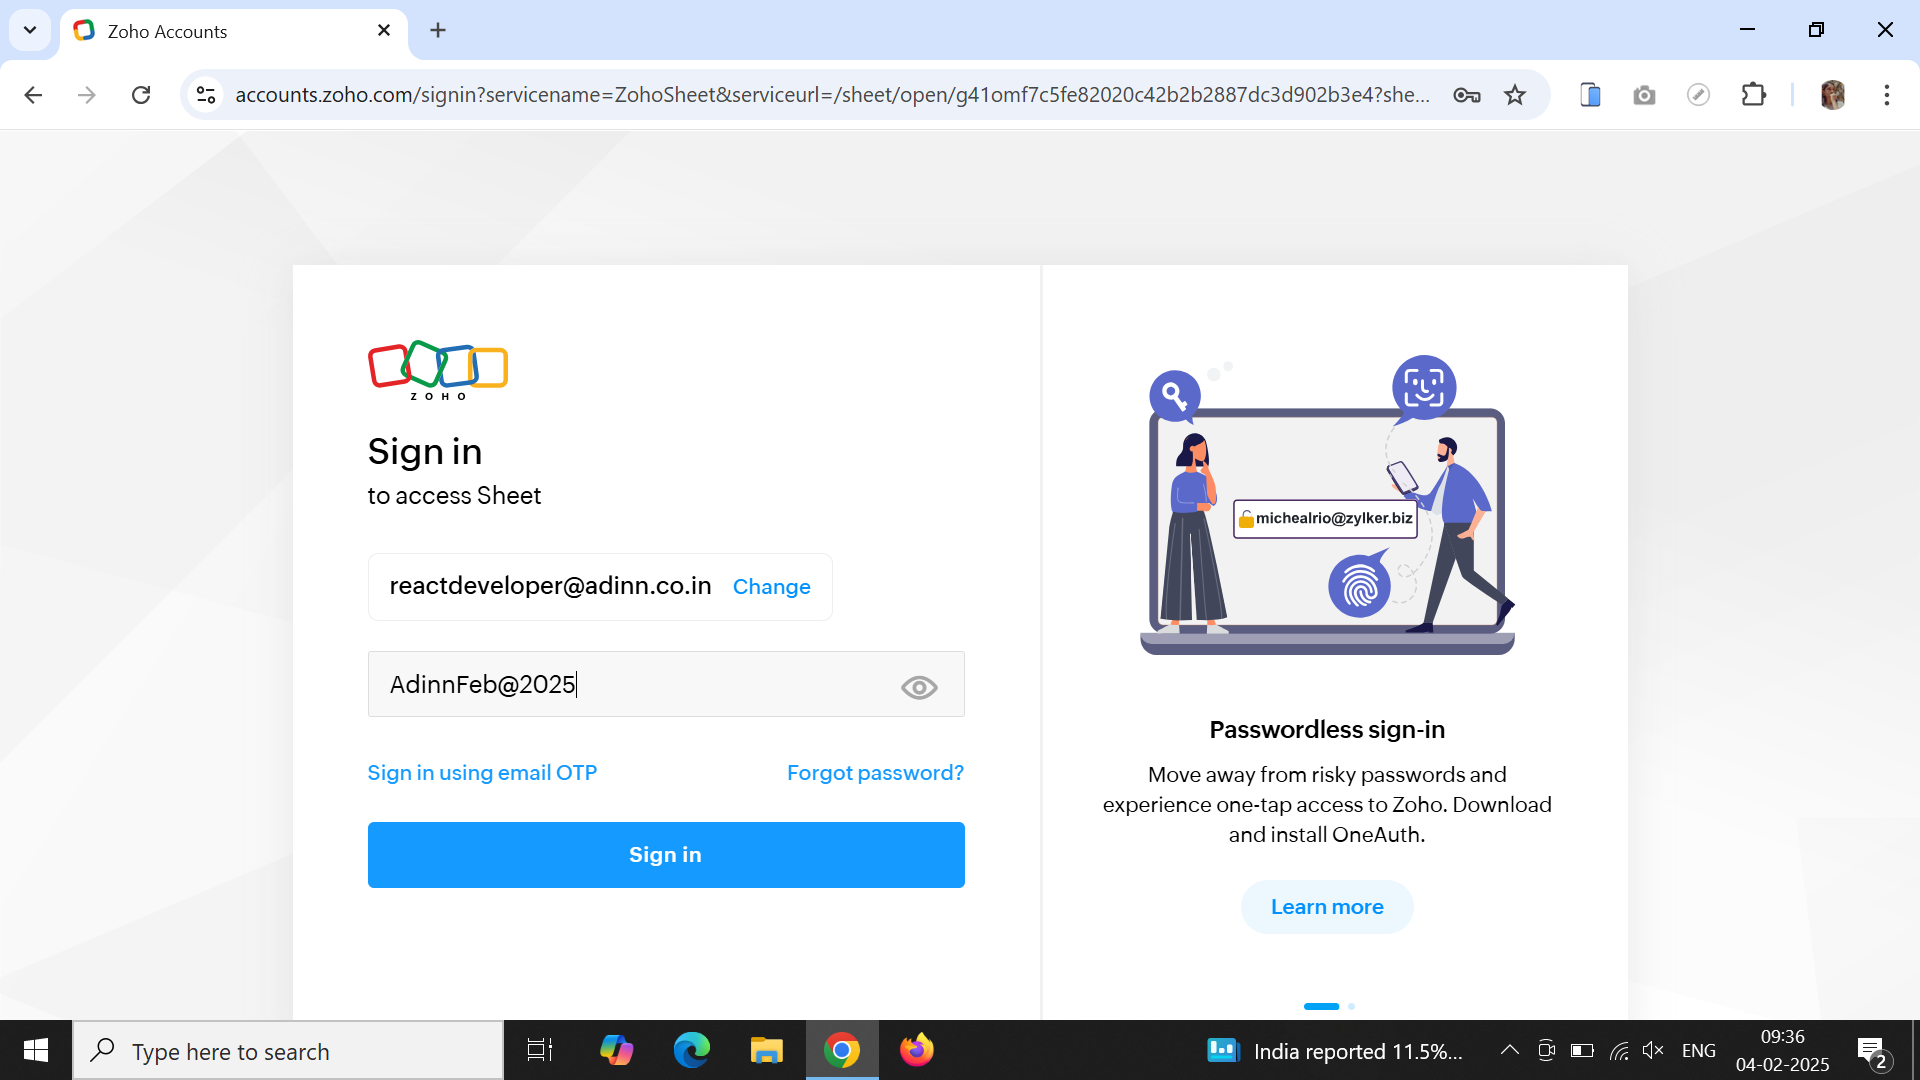 Zoho Accounts
accounts.zoho.com/signin?servicename=ZohoSheet&serviceurl=/sheet/open/g41omf7c5fe82020c42b2b2887dc3d902b3e4?she...
ZOHO
Sign in
to access Sheet
reactdeveloper@adinn.co.in Change
AdinnFeb@2025
Sign in using email OTP Forgot password?
Sign in
michealrio@zylker.biz
Passwordless sign-in
Move away from risky passwords and
experience one-tap access to Zoho. Download
and install OneAuth.
Learn more
Type here to search
India reported 11.5%...
ENG
09:36
04-02-2025
2